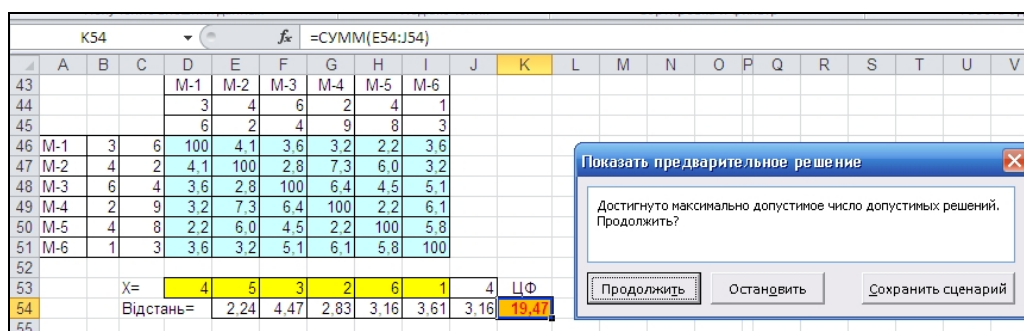 K54 fx =СУММ(E54:J54)
A B C D E F G H I J K L M N O P Q R S T U V
43 M-1 M-2 M-3 M-4 M-5 M-6
44 3 4 6 2 4 1
45 6 2 4 9 8 3
46 M-1 3 6 100 4,1 3,6 3,2 2,2 3,6
47 M-2 4 2 4,1 100 2,8 7,3 6,0 3,2
48 M-3 6 4 3,6 2,8 100 6,4 4,5 5,1
49 M-4 2 9 3,2 7,3 6,4 100 2,2 6,1
50 M-5 4 8 2,2 6,0 4,5 2,2 100 5,8
51 M-6 1 3 3,6 3,2 5,1 6,1 5,8 100
52
53 X= 4 5 3 2 6 1 4 ЦФ
54 Відстань= 2,24 4,47 2,83 3,16 3,61 3,16 19,47
55
Показать предварительное решение
Достигнуто максимально допустимое число допустимых решений.
Продолжить?
Продолжить Остановить Сохранить сценарий